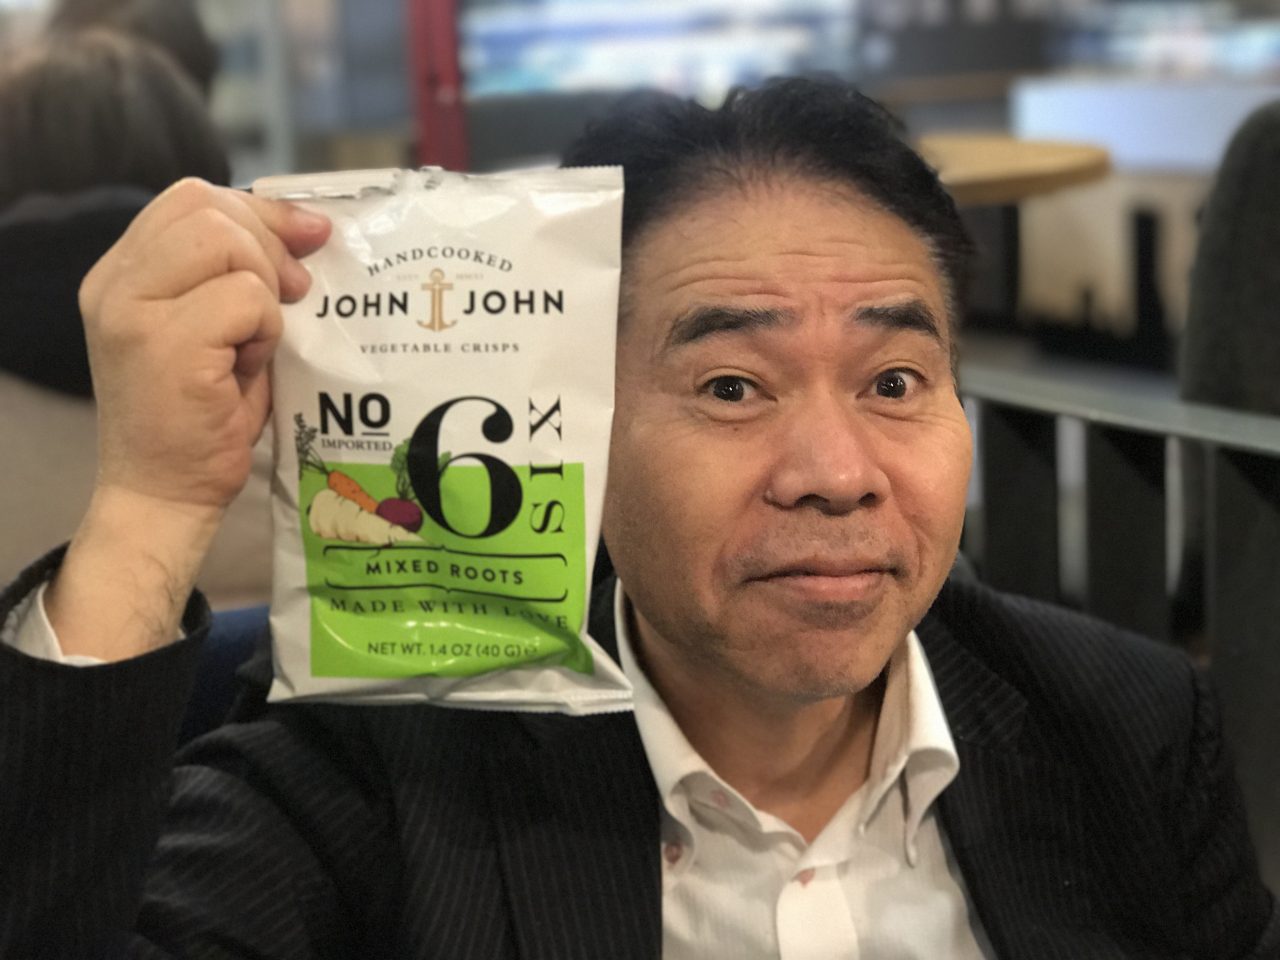 HANDCOOKED
JOHN JOHN
VEGETABLE CRISPS
No
IMPORTED
6
SIX
MIXED ROOTS
MADE WITH LOVE
NET WT. 1.4 OZ (40 G) e